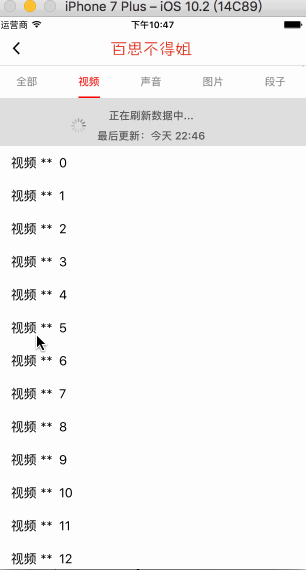 iPhone 7 Plus – iOS 10.2 (14C89)
运营商 下午10:47
百思不得姐
全部 视频 声音 图片 段子
正在刷新数据中...
最后更新：今天 22:46
视频 ** 0
视频 ** 1
视频 ** 2
视频 ** 3
视频 ** 4
视频 ** 5
视频 ** 6
视频 ** 7
视频 ** 8
视频 ** 9
视频 ** 10
视频 ** 11
视频 ** 12